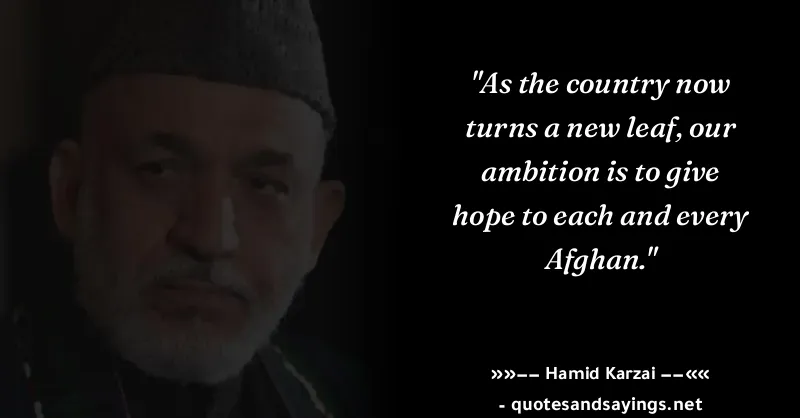 "As the country now
turns a new leaf, our
ambition is to give
hope to each and every
Afghan."
»»−− Hamid Karzai −−««
- quotesandsayings.net